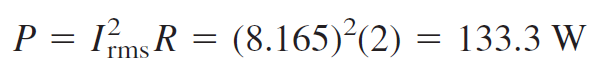 P = I²rms R = (8.165)²(2) = 133.3 W